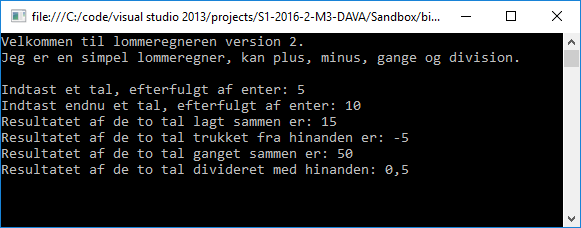 file:///C:/code/visual studio 2013/projects/S1-2016-2-M3-DAVA/Sandbox/bi...
Velkommen til lommeregneren version 2.
Jeg er en simpel lommeregner, kan plus, minus, gange og division.
Indtast et tal, efterfulgt af enter: 5
Indtast endnu et tal, efterfulgt af enter: 10
Resultatet af de to tal lagt sammen er: 15
Resultatet af de to tal trukket fra hinanden er: -5
Resultatet af de to tal ganget sammen er: 50
Resultatet af de to tal divideret med hinanden: 0,5